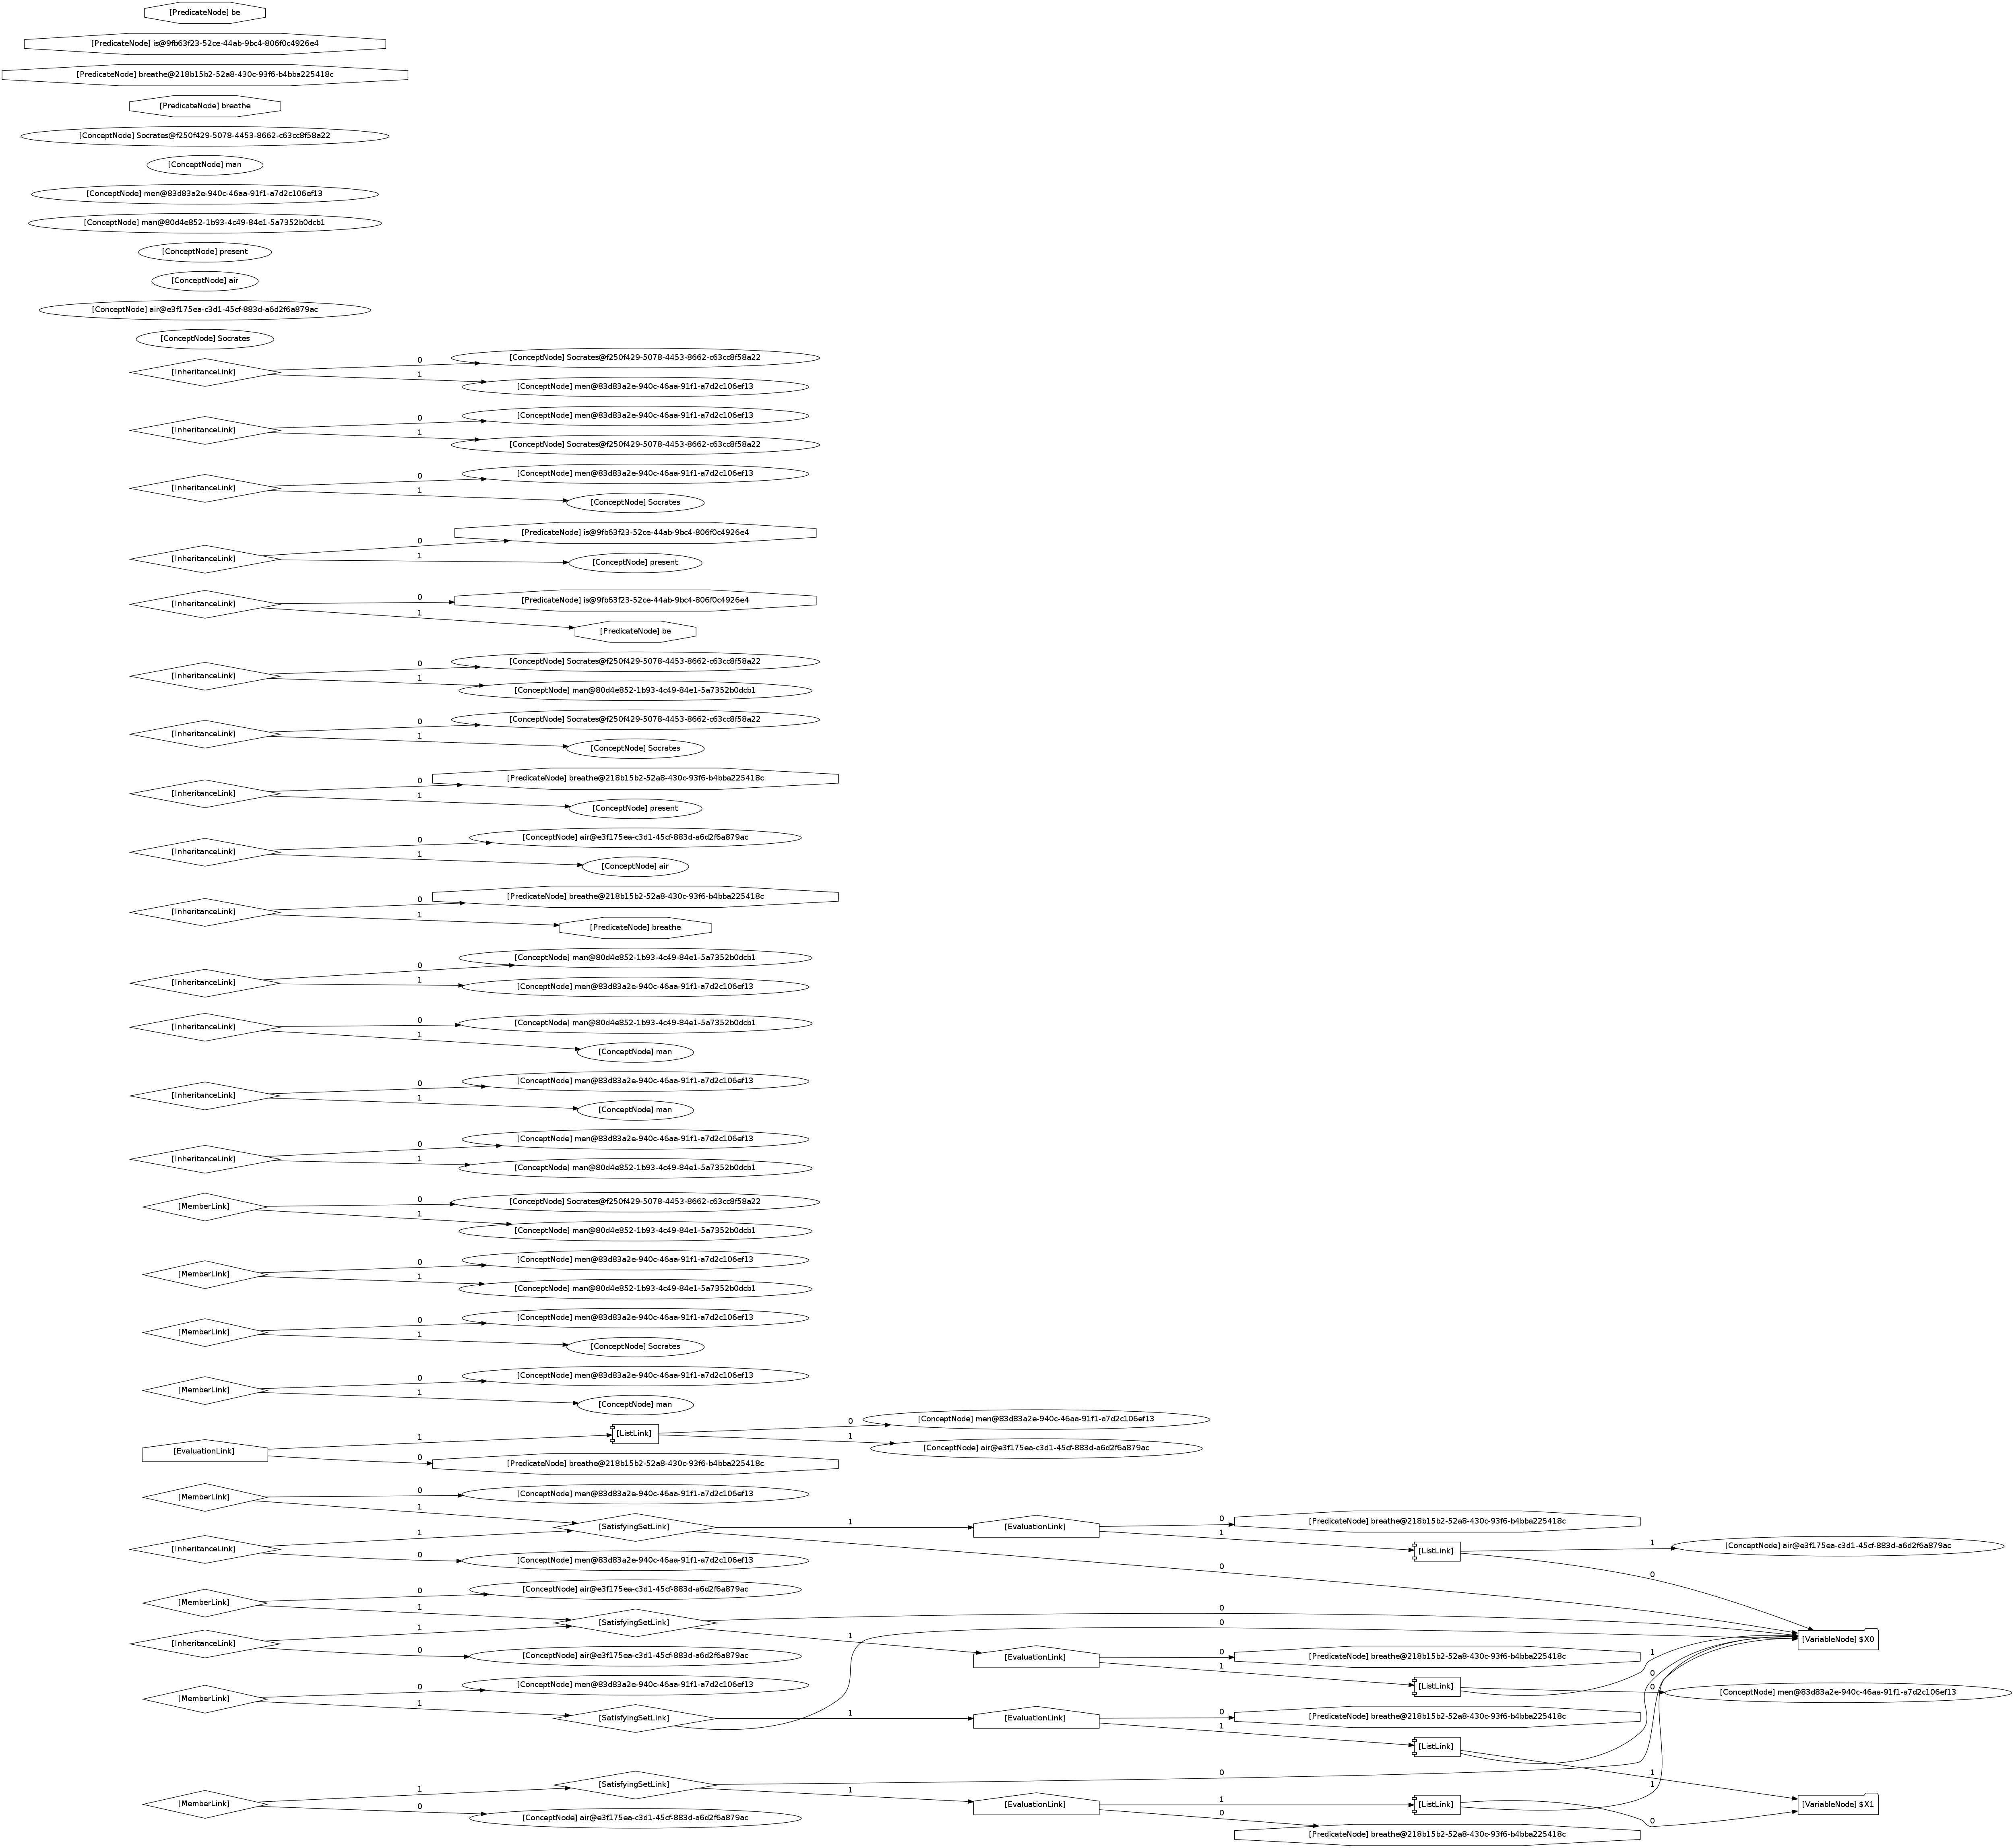 [PredicateNode] be
[PredicateNode] is@9fb63f23-52ce-44ab-9bc4-806f0c4926e4
[PredicateNode] breathe@218b15b2-52a8-430c-93f6-b4bba225418c
[PredicateNode] breathe
[ConceptNode] Socrates@f250f429-5078-4453-8662-c63cc8f58a22
[ConceptNode] man
[ConceptNode] men@83d83a2e-940c-46aa-91f1-a7d2c106ef13
[ConceptNode] man@80d4e852-1b93-4c49-84e1-5a7352b0dcb1
[ConceptNode] present
[ConceptNode] air
[ConceptNode] air@e3f175ea-c3d1-45cf-883d-a6d2f6a879ac
[ConceptNode] Socrates
[InheritanceLink]
0
[ConceptNode] Socrates@f250f429-5078-4453-8662-c63cc8f58a22
1
[ConceptNode] men@83d83a2e-940c-46aa-91f1-a7d2c106ef13
[InheritanceLink]
0
[ConceptNode] men@83d83a2e-940c-46aa-91f1-a7d2c106ef13
1
[ConceptNode] Socrates@f250f429-5078-4453-8662-c63cc8f58a22
[InheritanceLink]
0
[ConceptNode] men@83d83a2e-940c-46aa-91f1-a7d2c106ef13
1
[ConceptNode] Socrates
[InheritanceLink]
0
[PredicateNode] is@9fb63f23-52ce-44ab-9bc4-806f0c4926e4
1
[ConceptNode] present
[InheritanceLink]
0
[PredicateNode] is@9fb63f23-52ce-44ab-9bc4-806f0c4926e4
1
[PredicateNode] be
[InheritanceLink]
0
[ConceptNode] Socrates@f250f429-5078-4453-8662-c63cc8f58a22
1
[ConceptNode] man@80d4e852-1b93-4c49-84e1-5a7352b0dcb1
[InheritanceLink]
0
[ConceptNode] Socrates@f250f429-5078-4453-8662-c63cc8f58a22
1
[ConceptNode] Socrates
[InheritanceLink]
0
[PredicateNode] breathe@218b15b2-52a8-430c-93f6-b4bba225418c
1
[ConceptNode] present
[InheritanceLink]
0
[ConceptNode] air@e3f175ea-c3d1-45cf-883d-a6d2f6a879ac
1
[ConceptNode] air
[InheritanceLink]
0
[PredicateNode] breathe@218b15b2-52a8-430c-93f6-b4bba225418c
1
[PredicateNode] breathe
[InheritanceLink]
0
[ConceptNode] man@80d4e852-1b93-4c49-84e1-5a7352b0dcb1
1
[ConceptNode] men@83d83a2e-940c-46aa-91f1-a7d2c106ef13
[InheritanceLink]
0
[ConceptNode] man@80d4e852-1b93-4c49-84e1-5a7352b0dcb1
1
[ConceptNode] man
[InheritanceLink]
0
[ConceptNode] men@83d83a2e-940c-46aa-91f1-a7d2c106ef13
1
[ConceptNode] man
[InheritanceLink]
0
[ConceptNode] men@83d83a2e-940c-46aa-91f1-a7d2c106ef13
1
[ConceptNode] man@80d4e852-1b93-4c49-84e1-5a7352b0dcb1
[MemberLink]
0
[ConceptNode] Socrates@f250f429-5078-4453-8662-c63cc8f58a22
1
[ConceptNode] man@80d4e852-1b93-4c49-84e1-5a7352b0dcb1
[MemberLink]
0
[ConceptNode] men@83d83a2e-940c-46aa-91f1-a7d2c106ef13
1
[ConceptNode] man@80d4e852-1b93-4c49-84e1-5a7352b0dcb1
[MemberLink]
0
[ConceptNode] men@83d83a2e-940c-46aa-91f1-a7d2c106ef13
1
[ConceptNode] Socrates
[MemberLink]
0
[ConceptNode] men@83d83a2e-940c-46aa-91f1-a7d2c106ef13
1
[ConceptNode] man
[EvaluationLink]
1
[ListLink]
0
[ConceptNode] men@83d83a2e-940c-46aa-91f1-a7d2c106ef13
1
[ConceptNode] air@e3f175ea-c3d1-45cf-883d-a6d2f6a879ac
0
[PredicateNode] breathe@218b15b2-52a8-430c-93f6-b4bba225418c
[MemberLink]
0
[ConceptNode] men@83d83a2e-940c-46aa-91f1-a7d2c106ef13
1
[SatisfyingSetLink]
1
[EvaluationLink]
0
[PredicateNode] breathe@218b15b2-52a8-430c-93f6-b4bba225418c
1
[ListLink]
1
[ConceptNode] air@e3f175ea-c3d1-45cf-883d-a6d2f6a879ac
0
0
[InheritanceLink]
1
0
[ConceptNode] men@83d83a2e-940c-46aa-91f1-a7d2c106ef13
[MemberLink]
0
[ConceptNode] air@e3f175ea-c3d1-45cf-883d-a6d2f6a879ac
1
[SatisfyingSetLink]
0
0
[VariableNode] $X0
1
[EvaluationLink]
0
[PredicateNode] breathe@218b15b2-52a8-430c-93f6-b4bba225418c
1
[ListLink]
1
0
0
[ConceptNode] men@83d83a2e-940c-46aa-91f1-a7d2c106ef13
[InheritanceLink]
1
0
[ConceptNode] air@e3f175ea-c3d1-45cf-883d-a6d2f6a879ac
[MemberLink]
0
[ConceptNode] men@83d83a2e-940c-46aa-91f1-a7d2c106ef13
1
[SatisfyingSetLink]
1
[EvaluationLink]
0
[PredicateNode] breathe@218b15b2-52a8-430c-93f6-b4bba225418c
1
[ListLink]
1
[SatisfyingSetLink]
0
1
[VariableNode] $X1
[MemberLink]
1
0
[ConceptNode] air@e3f175ea-c3d1-45cf-883d-a6d2f6a879ac
1
[EvaluationLink]
1
[ListLink]
0
0
[PredicateNode] breathe@218b15b2-52a8-430c-93f6-b4bba225418c